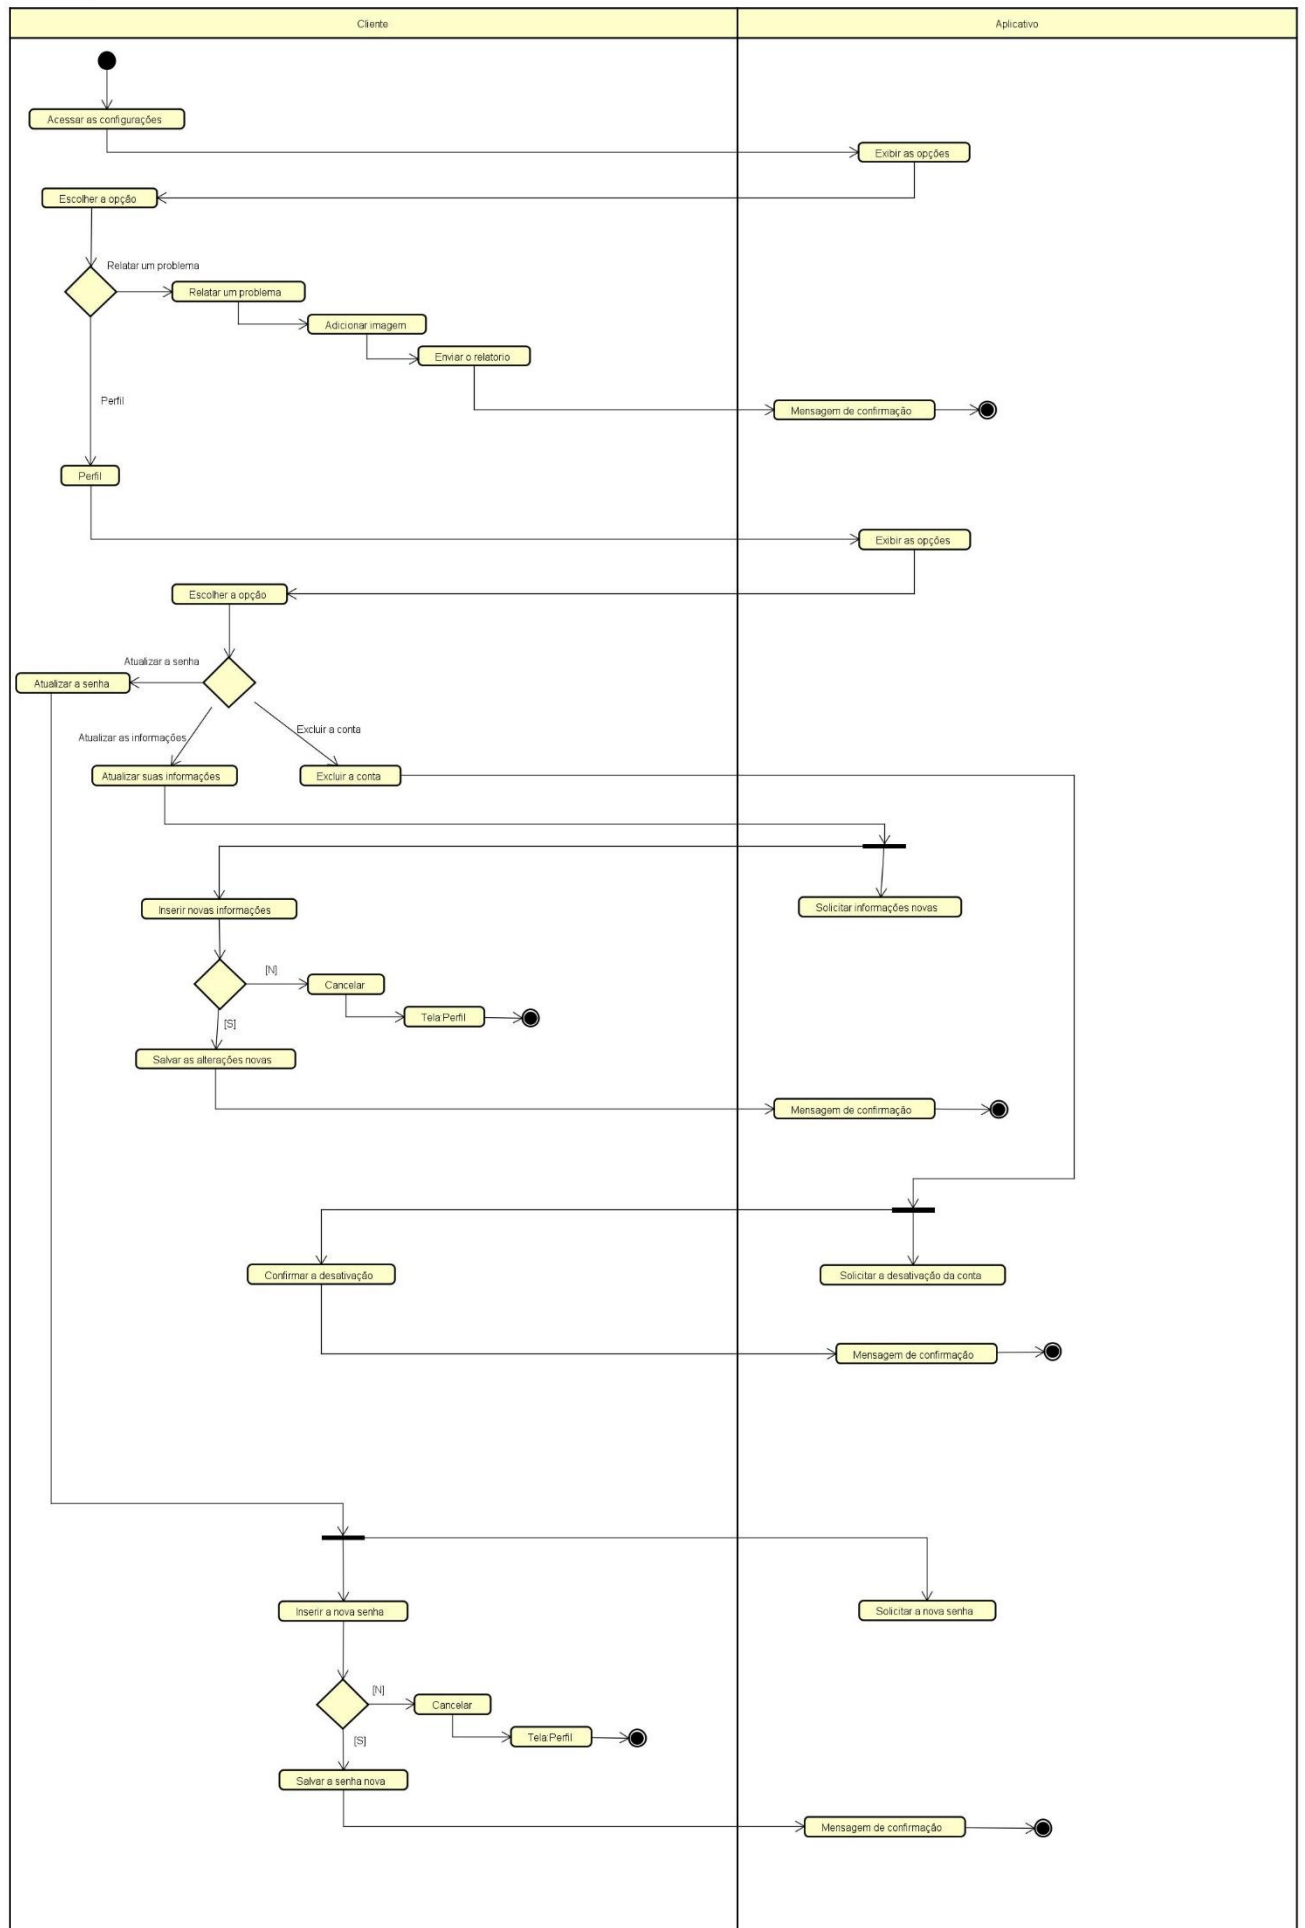 Cliente
Aplicativo
Acessar as configurações
Exibir as opções
Escolher a opção
Relatar um problema
Relatar um problema
Adicionar imagem
Enviar o relatorio
Perfil
Mensagem de confirmação
Perfil
Exibir as opções
Escolher a opção
Atualizar a senha
Atualizar a senha
Excluir a conta
Atualizar as informações
Atualizar suas informações
Excluir a conta
Inserir novas informações
Solicitar informações novas
[N]
Cancelar
Tela:Perfil
[S]
Salvar as alterações novas
Mensagem de confirmação
Confirmar a desativação
Solicitar a desativação da conta
Mensagem de confirmação
Inserir a nova senha
Solicitar a nova senha
[N]
Cancelar
Tela:Perfil
[S]
Salvar a senha nova
Mensagem de confirmação